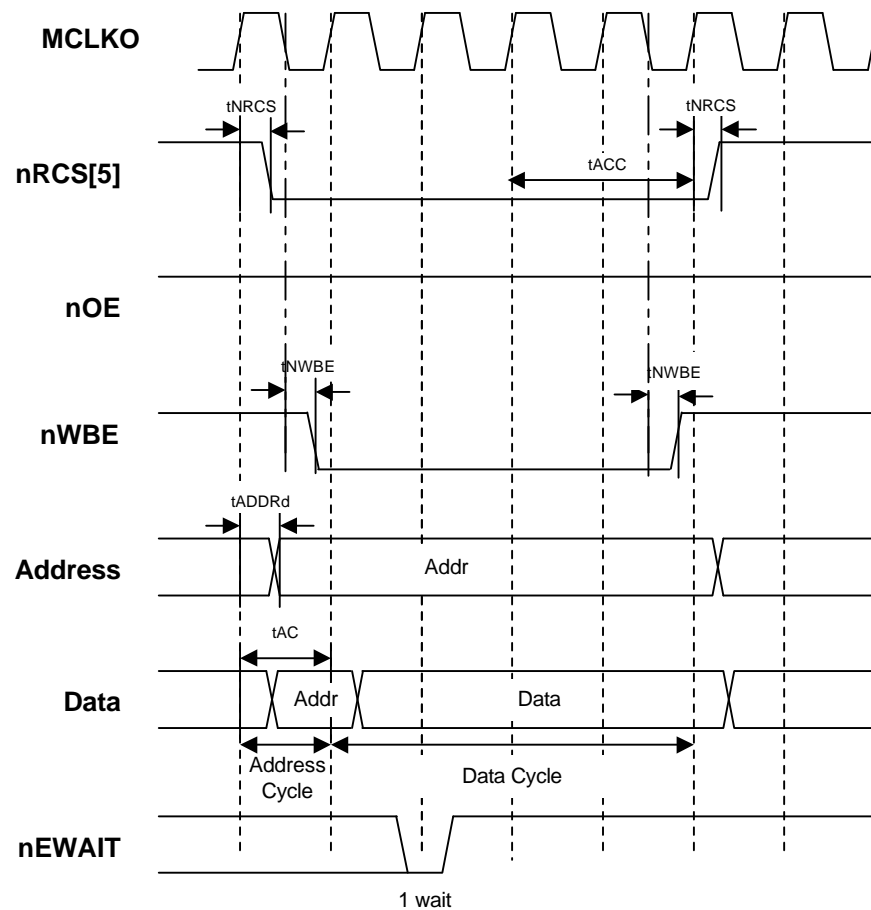 MCLKO
tNRCS
tNRCS
nRCS[5]
tACC
nOE
tNWBE
tNWBE
nWBE
tADDRd
Address
Addr
tAC
Data
Addr
Data
Address
Cycle
Data Cycle
nEWAIT
1 wait